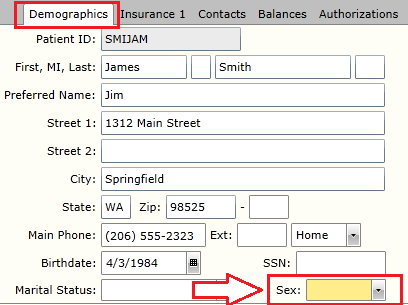 Demographics Insurance 1 Contacts Balances Authorizations
Patient ID: SMIJAM
First, MI, Last: James Smith
Preferred Name: Jim
Street 1: 1312 Main Street
Street 2:
City: Springfield
State: WA Zip: 98525 -
Main Phone: (206) 555-2323 Ext: Home
Birthdate: 4/3/1984 SSN:
Marital Status: Sex: